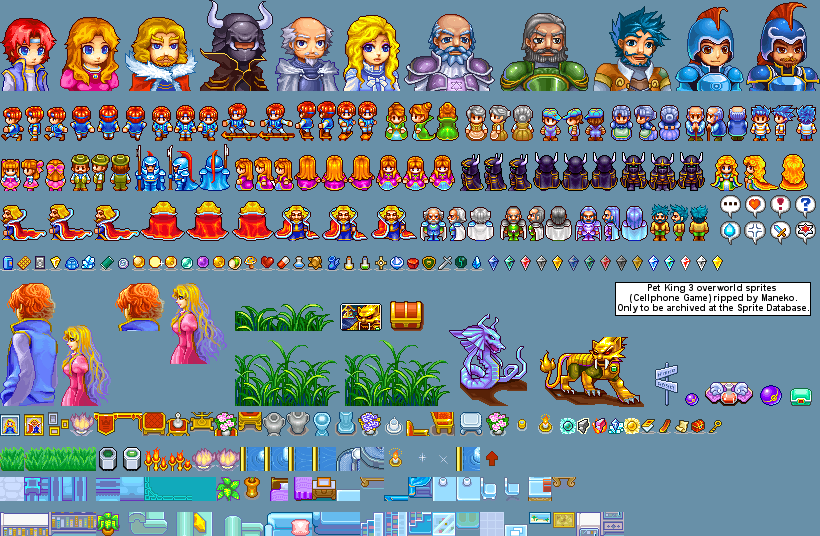 Pet King 3 overworld sprites
(Cellphone Game) ripped by Maneko.
Only to be archived at the Sprite Database.